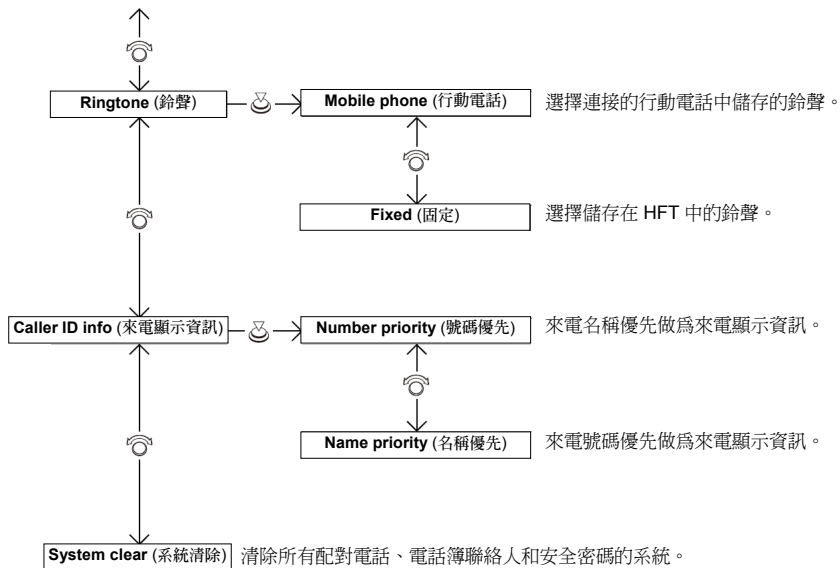 Ringtone (鈴聲)
Mobile phone (行動電話)
選擇連接的行動電話中儲存的鈴聲。
Fixed (固定)
選擇儲存在 HFT 中的鈴聲。
Caller ID info (來電顯示資訊)
Number priority (號碼優先)
來電名稱優先做爲來電顯示資訊。
Name priority (名稱優先)
來電號碼優先做爲來電顯示資訊。
System clear (系統清除)
清除所有配對電話、電話簿聯絡人和安全密碼的系統。